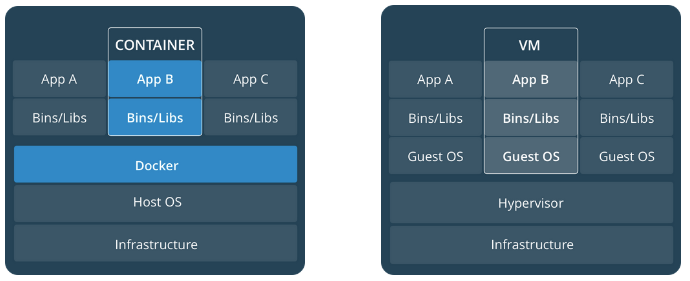 CONTAINER
App A App B App C
Bins/Libs Bins/Libs Bins/Libs
Docker
Host OS
Infrastructure
VM
App A App B App C
Bins/Libs Bins/Libs Bins/Libs
Guest OS Guest OS Guest OS
Hypervisor
Infrastructure